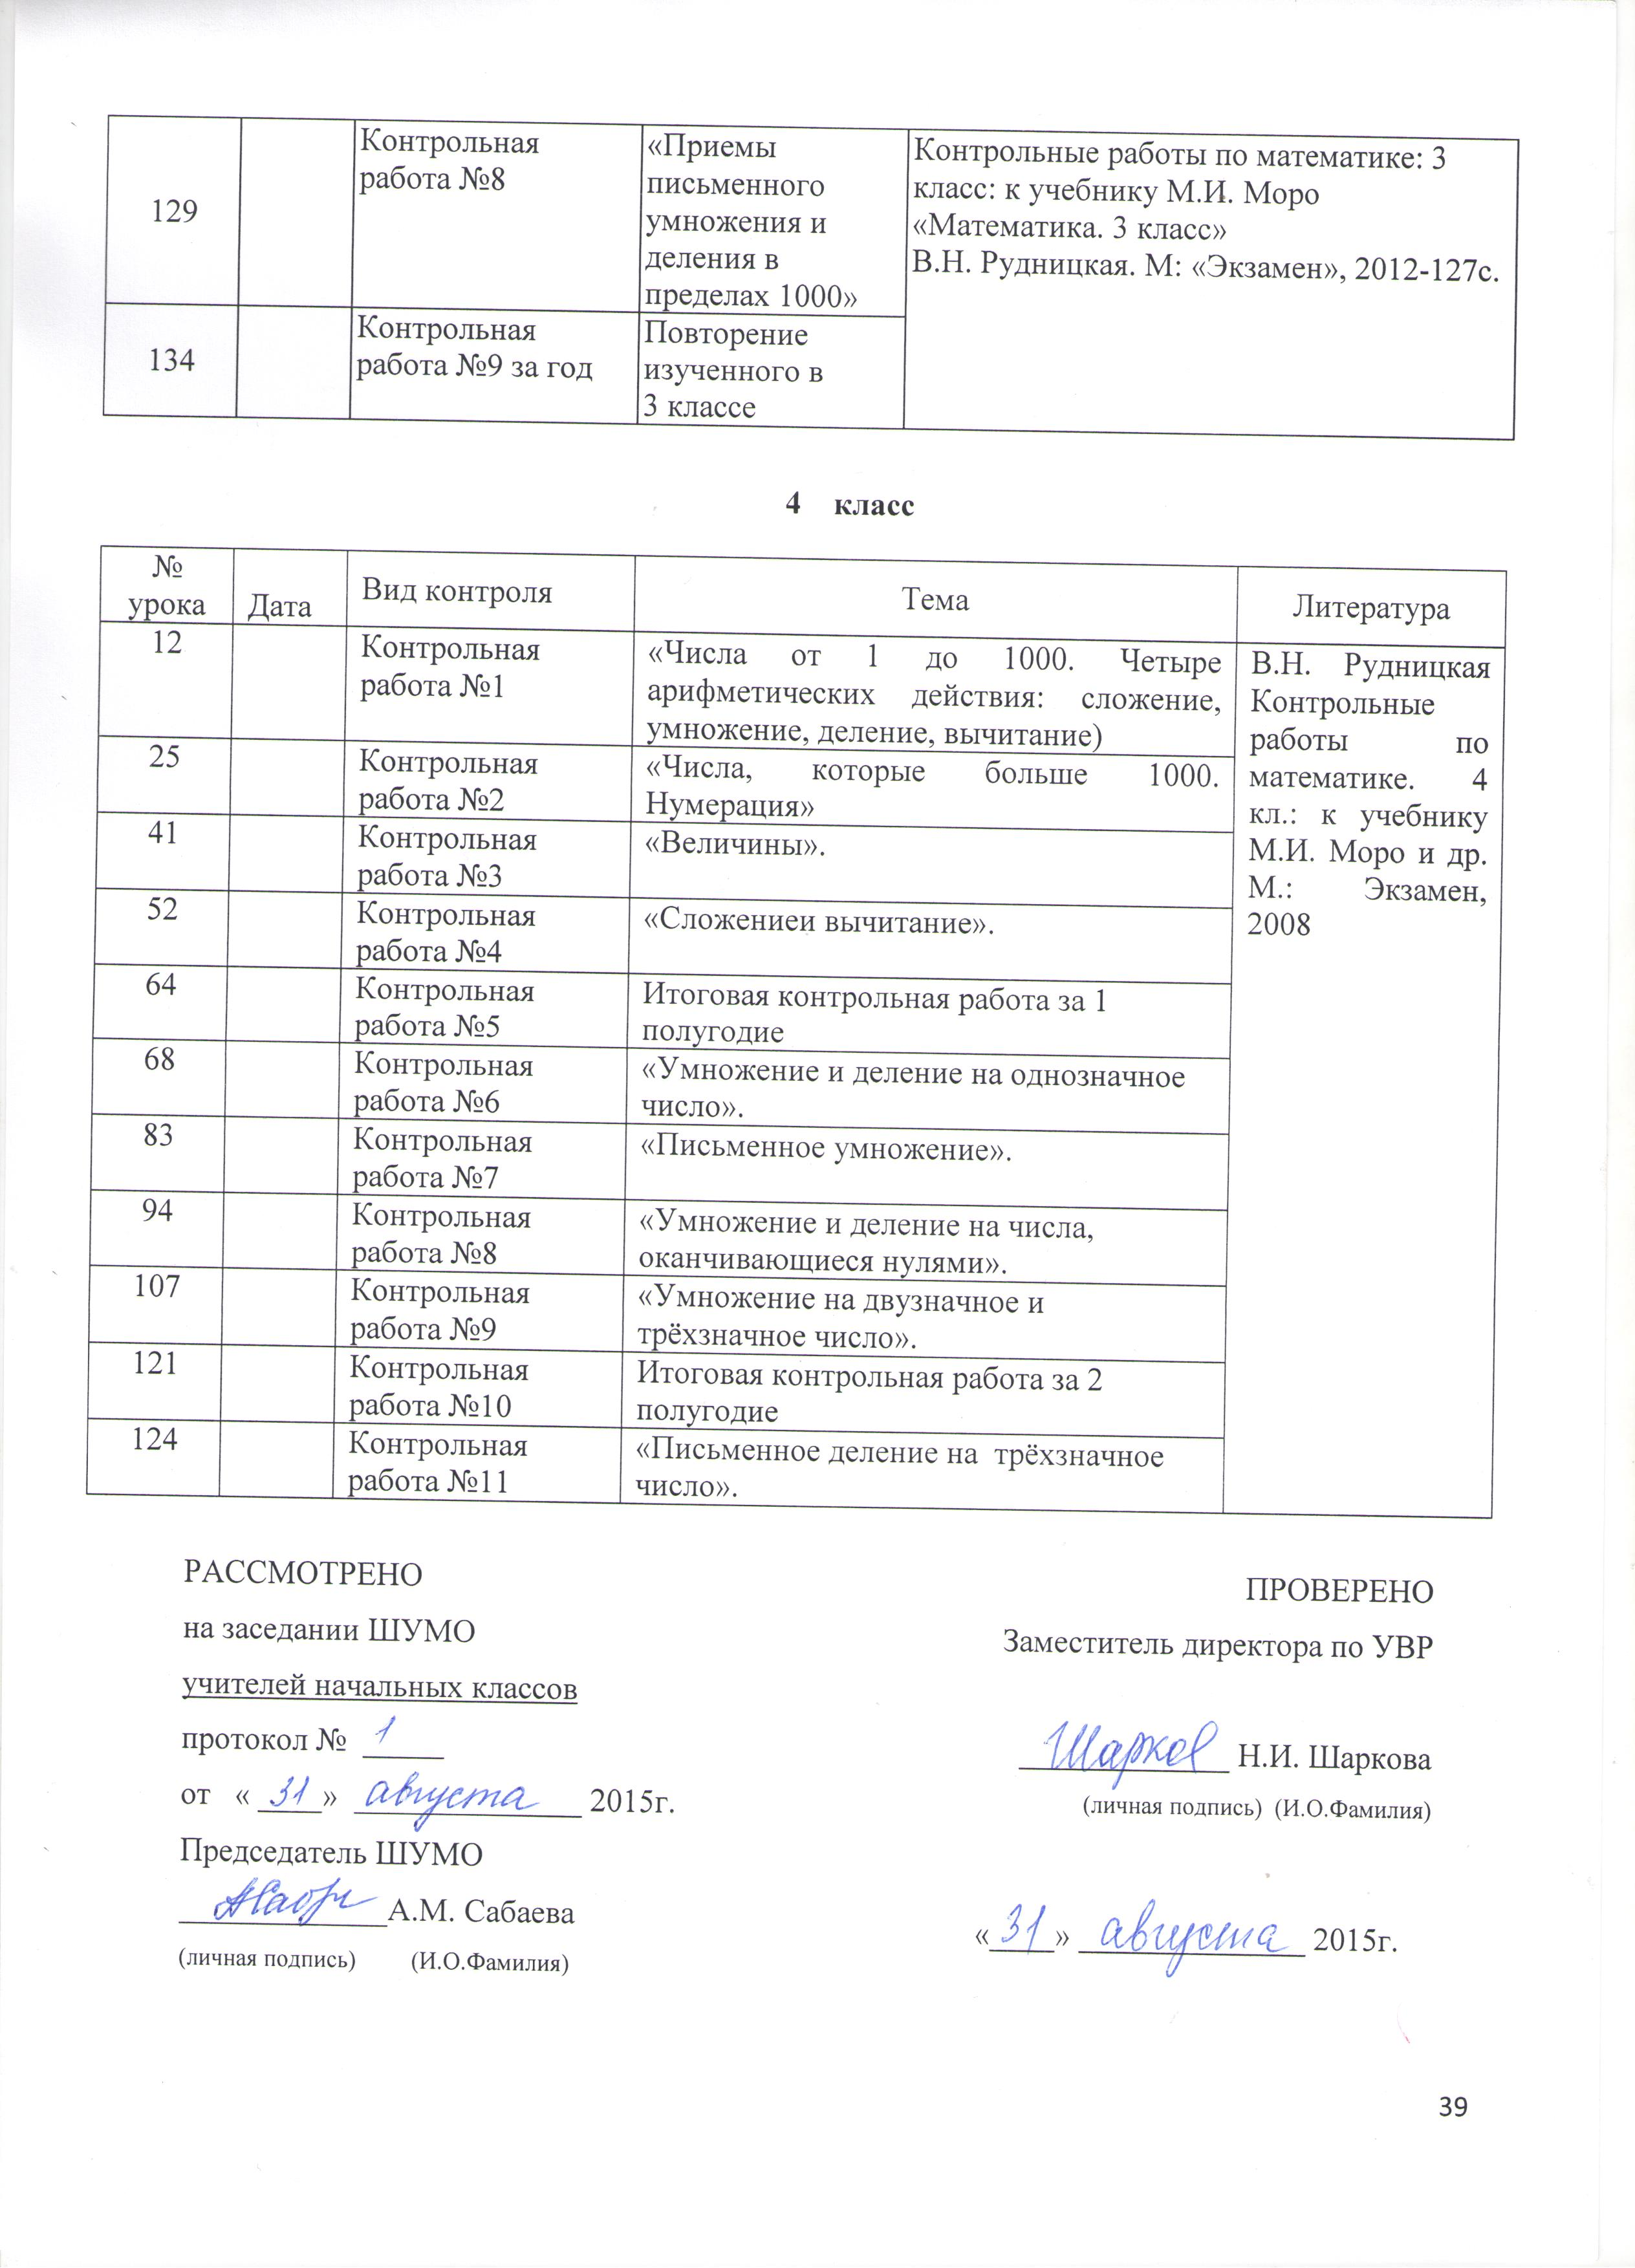 129
Контрольная
работа №8
«Приемы
письменного
умножения и
деления в
пределах 1000»
Контрольные работы по математике: 3
класс: к учебнику М.И. Моро
«Математика. 3 класс»
В.Н. Рудницкая. М: «Экзамен», 2012-127с.
134
Контрольная
работа №9 за год
Повторение
изученного в
3 классе
4 класс
№
урока
Дата
Вид контроля
Тема
Литература
12
Контрольная
работа №1
«Числа от 1 до 1000. Четыре
арифметических действия: сложение,
умножение, деление, вычитание)
В.Н. Рудницкая
Контрольные
работы по
математике. 4
кл.: к учебнику
М.И. Моро и др.
М.: Экзамен,
2008
25
Контрольная
работа №2
«Числа, которые больше 1000.
Нумерация»
41
Контрольная
работа №3
«Величины».
52
Контрольная
работа №4
«Сложениеи вычитание».
64
Контрольная
работа №5
Итоговая контрольная работа за 1
полугодие
68
Контрольная
работа №6
«Умножение и деление на однозначное
число».
83
Контрольная
работа №7
«Письменное умножение».
94
Контрольная
работа №8
«Умножение и деление на числа,
оканчивающиеся нулями».
107
Контрольная
работа №9
«Умножение на двузначное и
трёхзначное число».
121
Контрольная
работа №10
Итоговая контрольная работа за 2
полугодие
124
Контрольная
работа №11
«Письменное деление на трёхзначное
число».
РАССМОТРЕНО
на заседании ШУМО
учителей начальных классов
протокол № 1
от « 31 » августа 2015г.
Председатель ШУМО
А.М. Сабаева
(личная подпись) (И.О.Фамилия)
ПРОВЕРЕНО
Заместитель директора по УВР
Шарков Н.И. Шаркова
(личная подпись) (И.О.Фамилия)
« 31 » августа 2015г.
39